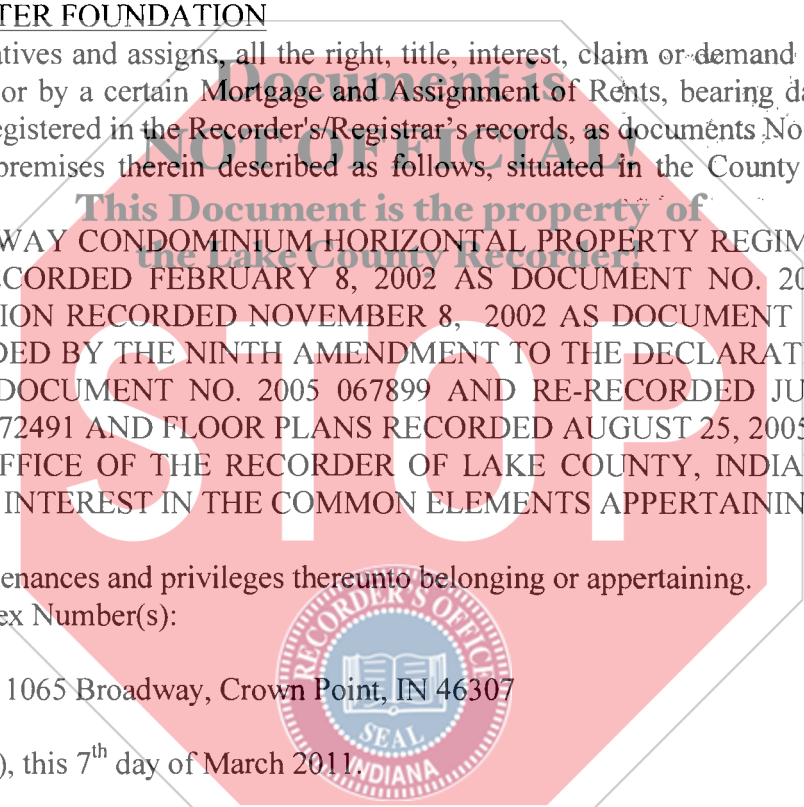 TER FOUNDATION
atives and assigns, all the right, title, interest, claim or demand
or by a certain Mortgage and Assignment of Rents, bearing da
egistered in the Recorder's/Registrar's records, as documents No
premises therein described as follows, situated in the County
Document is
NOT OFFICIAL!
This Document is the property of
the Lake County Recorder!
WAY CONDOMINIUM HORIZONTAL PROPERTY REGIM
CORDED FEBRUARY 8, 2002 AS DOCUMENT NO. 20
ION RECORDED NOVEMBER 8, 2002 AS DOCUMENT
DED BY THE NINTH AMENDMENT TO THE DECLARAT
DOCUMENT NO. 2005 067899 AND RE-RECORDED JU
72491 AND FLOOR PLANS RECORDED AUGUST 25, 2005
FFICE OF THE RECORDER OF LAKE COUNTY, INDIA
INTEREST IN THE COMMON ELEMENTS APPERTAININ
STOP
enances and privileges thereunto belonging or appertaining.
ex Number(s):
1065 Broadway, Crown Point, IN 46307
), this 7th day of March 2011.
RECORDER'S OFFICE
SEAL
INDIANA